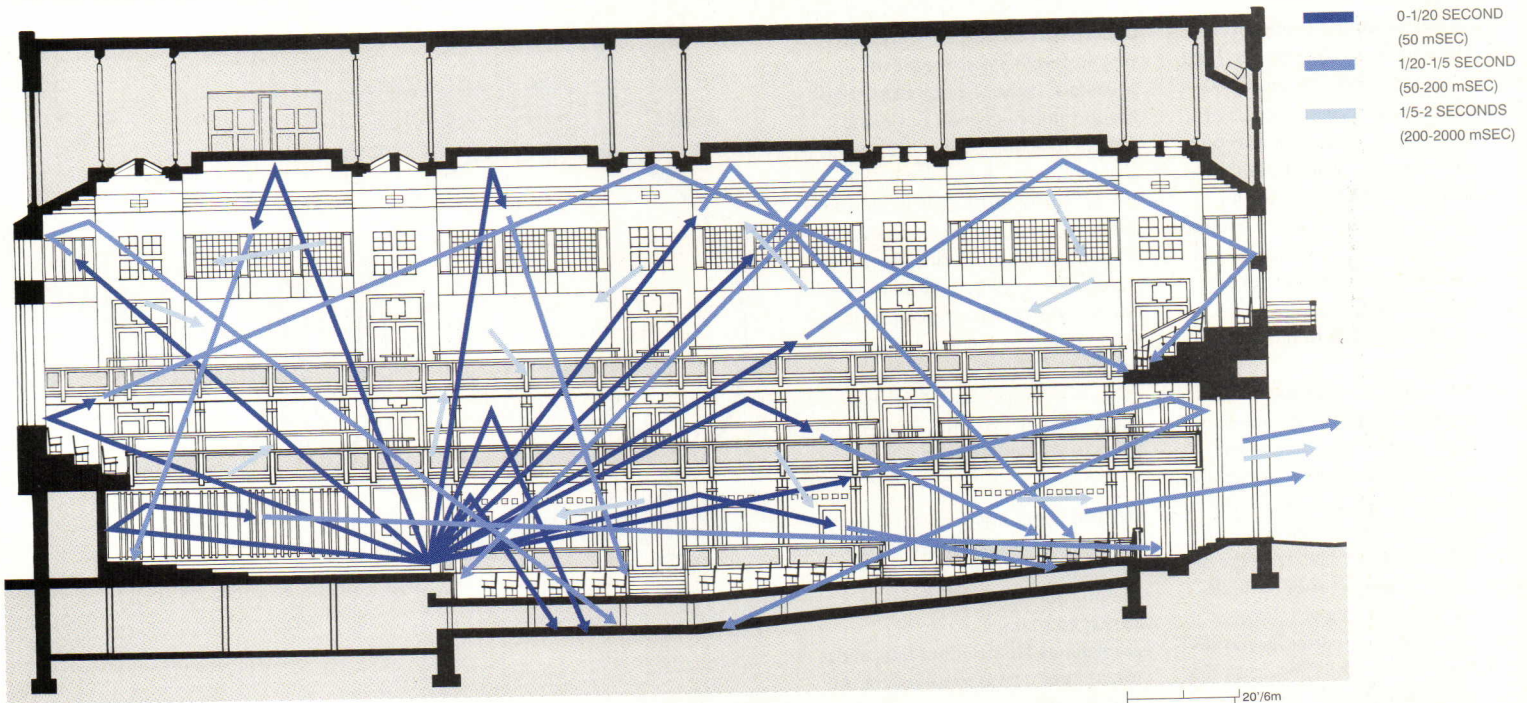 0-1/20 SECOND
(50 mSEC)
1/20-1/5 SECOND
(50-200 mSEC)
1/5-2 SECONDS
(200-2000 mSEC)
20'/6m